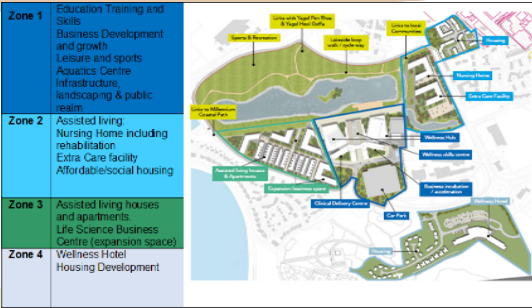 Zone 1
Education Training and
Skills
Business Development
and growth
Leisure and sports
Aquatics Centre
Infrastructure,
landscaping & public
realm
Zone 2
Assisted living:
Nursing Home including
rehabilitation
Extra Care facility
Affordable/social housing
Zone 3
Assisted living houses
and apartments.
Life Science Business
Centre (expansion space)
Zone 4
Wellness Hotel
Housing Development
Links with Ysgol Pen Rhos
& Ysgol Heol Goffa
Sports & Recreation
Lakeside loop
walk / cycle way
Links to local
Communities
Housing
Nursing Home
Extra Care Facility
Links to Millennium
Coastal Path
Wellness Hub
Wellness skills centre
Assisted living houses
& Apartments
Expansion business space
Business incubation
/ acceleration
Clinical Delivery Centre
Car Park
Wellness Hotel
Housing